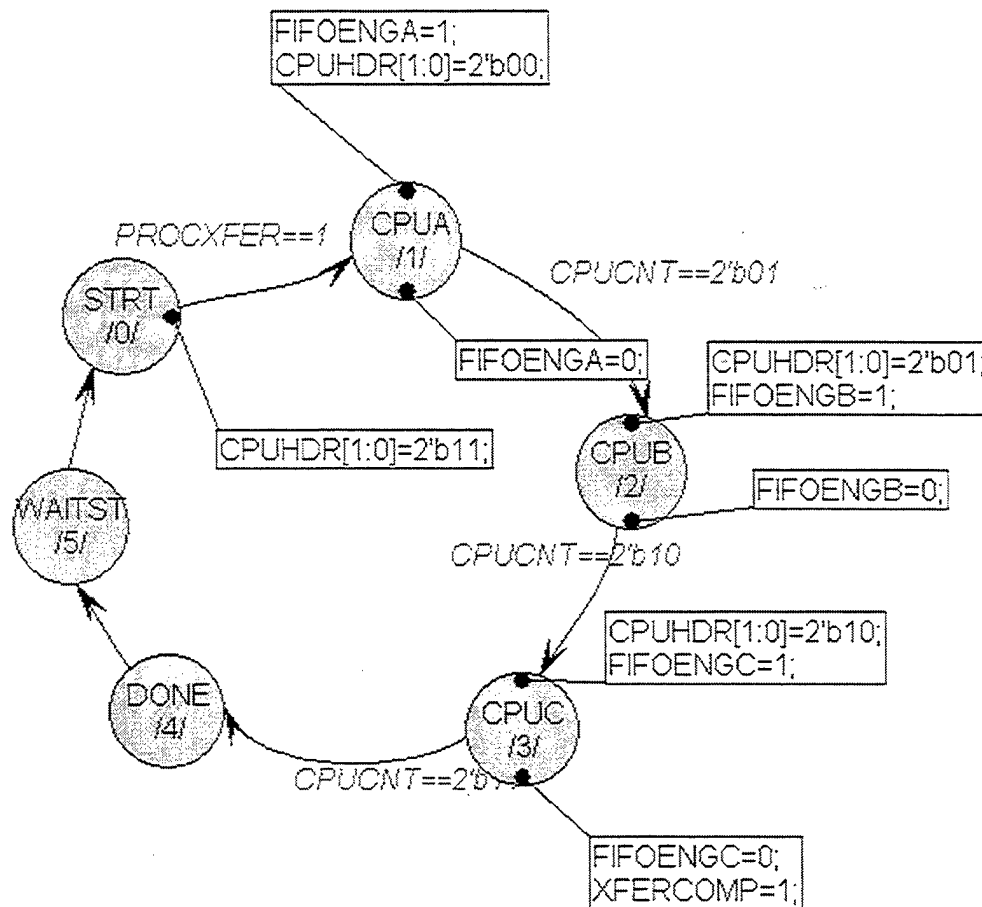 FIFOENGA=1;
CPUHDR[1:0]=2'b00;
CPUA
/1/
PROCXFER==1
CPUCNT==2'b01
STRT
/0/
FIFOENGA=0;
CPUHDR[1:0]=2'b01;
FIFOENGB=1;
CPUHDR[1:0]=2'b11;
CPUB
/2/
FIFOENGB=0;
WAITST
/5/
CPUCNT==2'b10
CPUHDR[1:0]=2'b10;
FIFOENGC=1;
DONE
/4/
CPUC
/3/
FIFOENGC=0;
XFERCOMP=1;